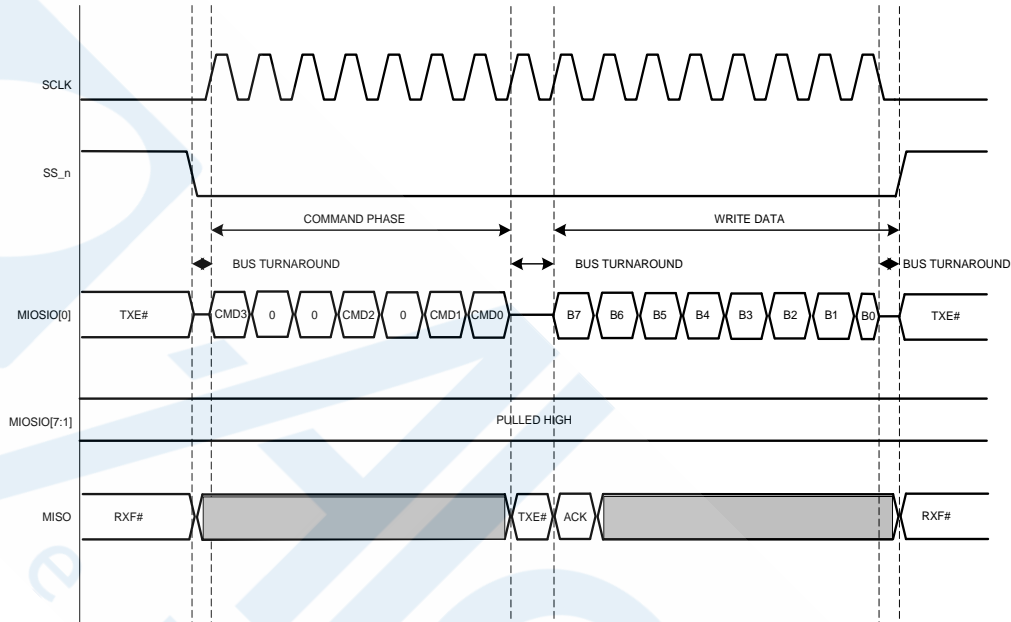 SCLK
SS_n
COMMAND PHASE WRITE DATA
BUS TURNAROUND BUS TURNAROUND BUS TURNAROUND
MIOSIO[0] TXE# CMD3 0 0 CMD2 0 CMD1 CMD0 B7 B6 B5 B4 B3 B2 B1 B0 TXE#
MIOSIO[7:1] PULLED HIGH
MISO RXF# TXE# ACK RXF#